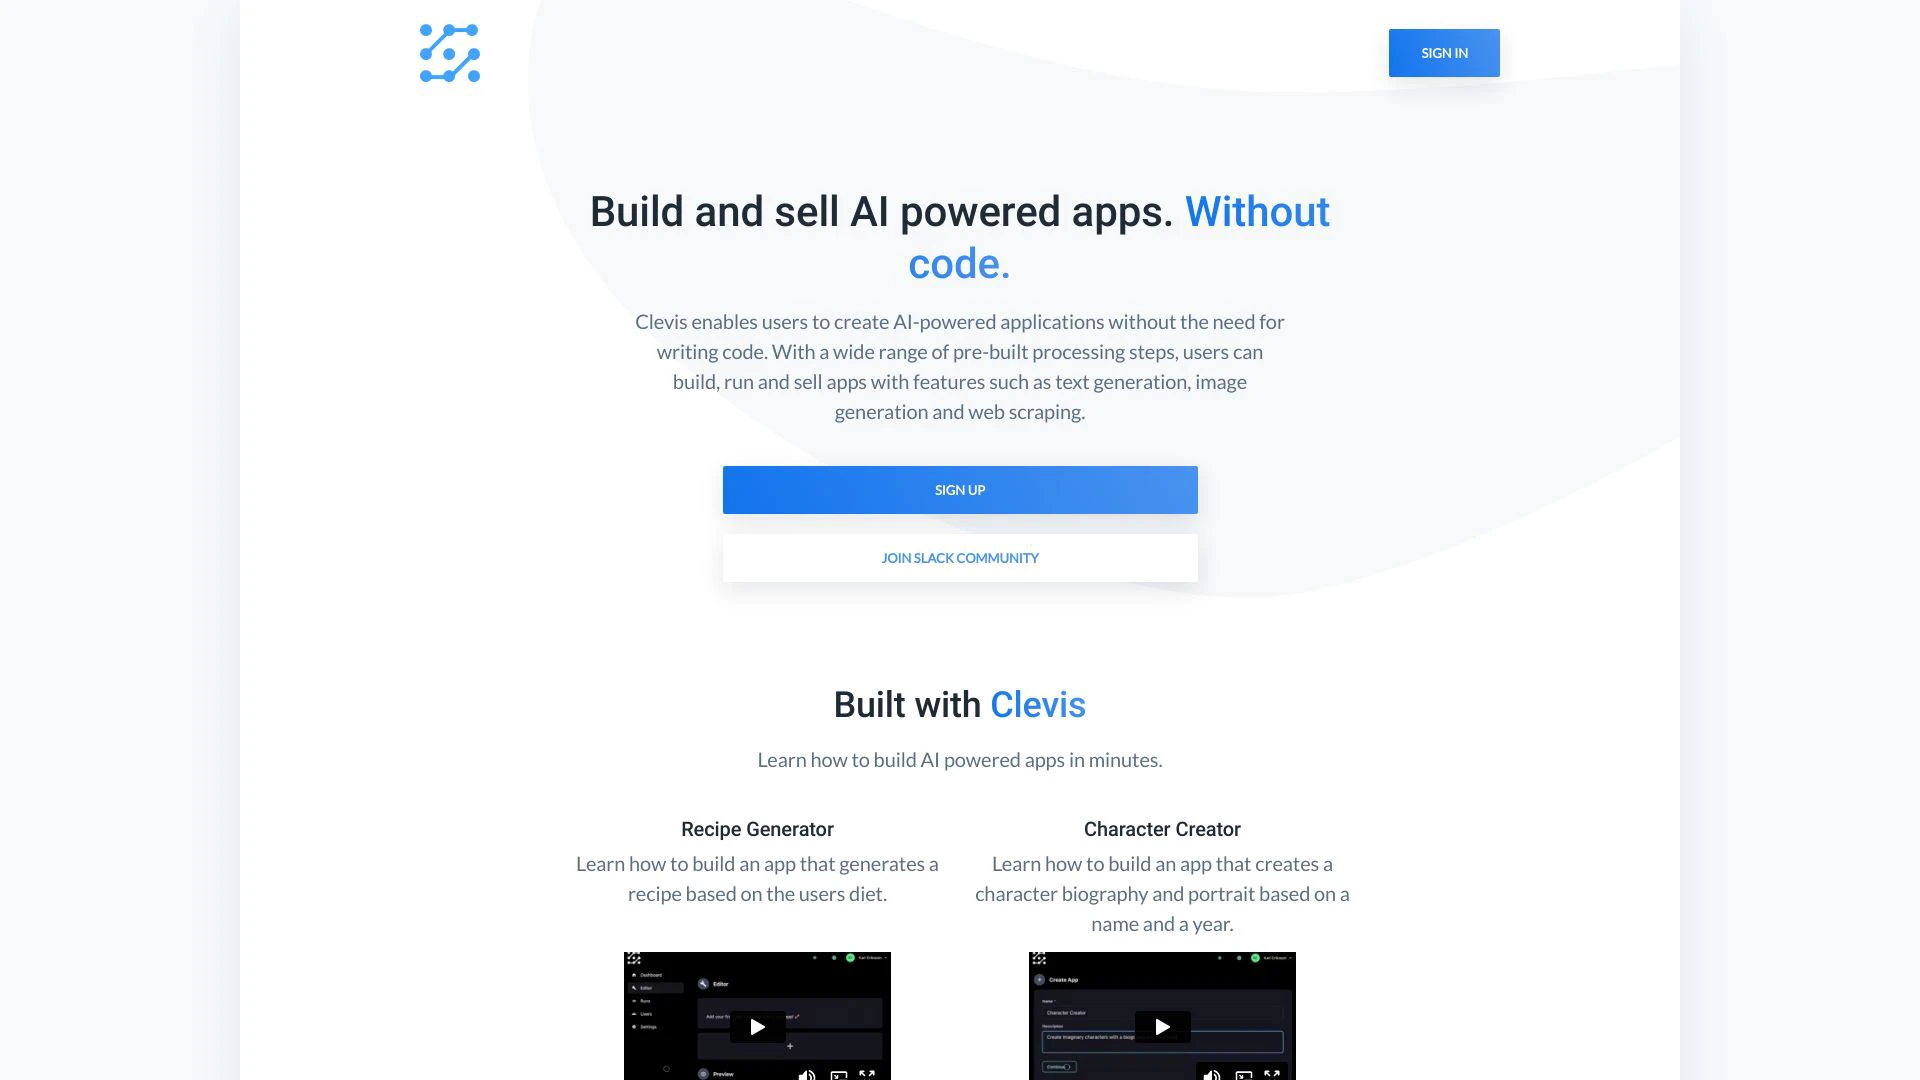 SIGN IN
Build and sell AI powered apps. Without
code.
Clevis enables users to create AI-powered applications without the need for
writing code. With a wide range of pre-built processing steps, users can
build, run and sell apps with features such as text generation, image
generation and web scraping.
SIGN UP
JOIN SLACK COMMUNITY
Built with Clevis
Learn how to build AI powered apps in minutes.
Recipe Generator
Learn how to build an app that generates a
recipe based on the users diet.
Character Creator
Learn how to build an app that creates a
character biography and portrait based on a
name and a year.
Karl Eriksson
Dashboard
Editor
Runs
Users
Settings
Editor
Add your
Preview
Karl Eriksson
Create App
Name
Character Creator
Description
Create imaginary characters with a
Continue